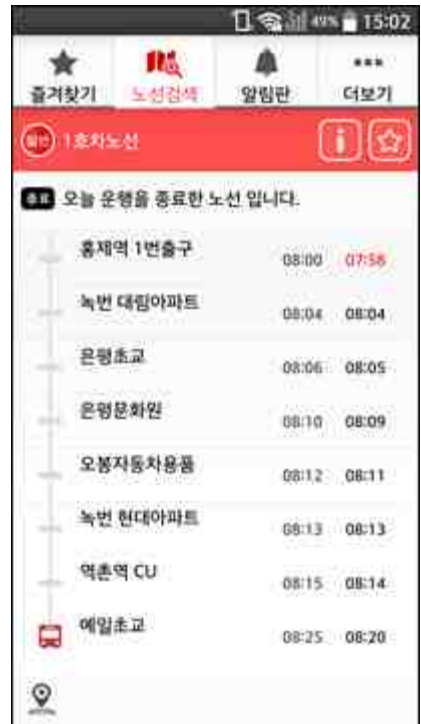 49% 15:02
즐겨찾기 노선검색 알림판 더보기
1호차노선
종료 오늘 운행을 종료한 노선 입니다.
홍제역 1번출구 08:00 07:58
녹번 대림아파트 08:04 08:04
은평초교 08:06 08:05
은평문화원 08:10 08:09
오봉자동차용품 08:12 08:11
녹번 현대아파트 08:13 08:13
역촌역 CU 08:15 08:14
예일초교 08:25 08:20